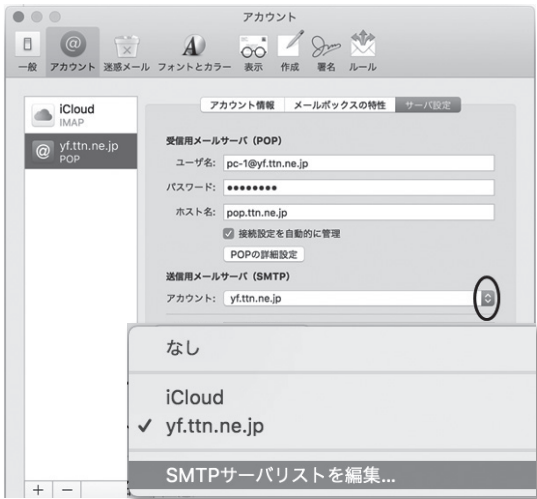 アカウント
一般 アカウント 迷惑メール フォントとカラー 表示 作成 署名 ルール
アカウント情報 メールボックスの特性 サーバ設定
iCloud
IMAP
yf.ttn.ne.jp
POP
受信用メールサーバ（POP）
ユーザ名: pc-1@yf.ttn.ne.jp
パスワード: ●●●●●●●●
ホスト名: pop.ttn.ne.jp
接続設定を自動的に管理
POPの詳細設定
送信用メールサーバ（SMTP）
アカウント: yf.ttn.ne.jp
なし
iCloud
✓ yf.ttn.ne.jp
SMTPサーバリストを編集...
+ −